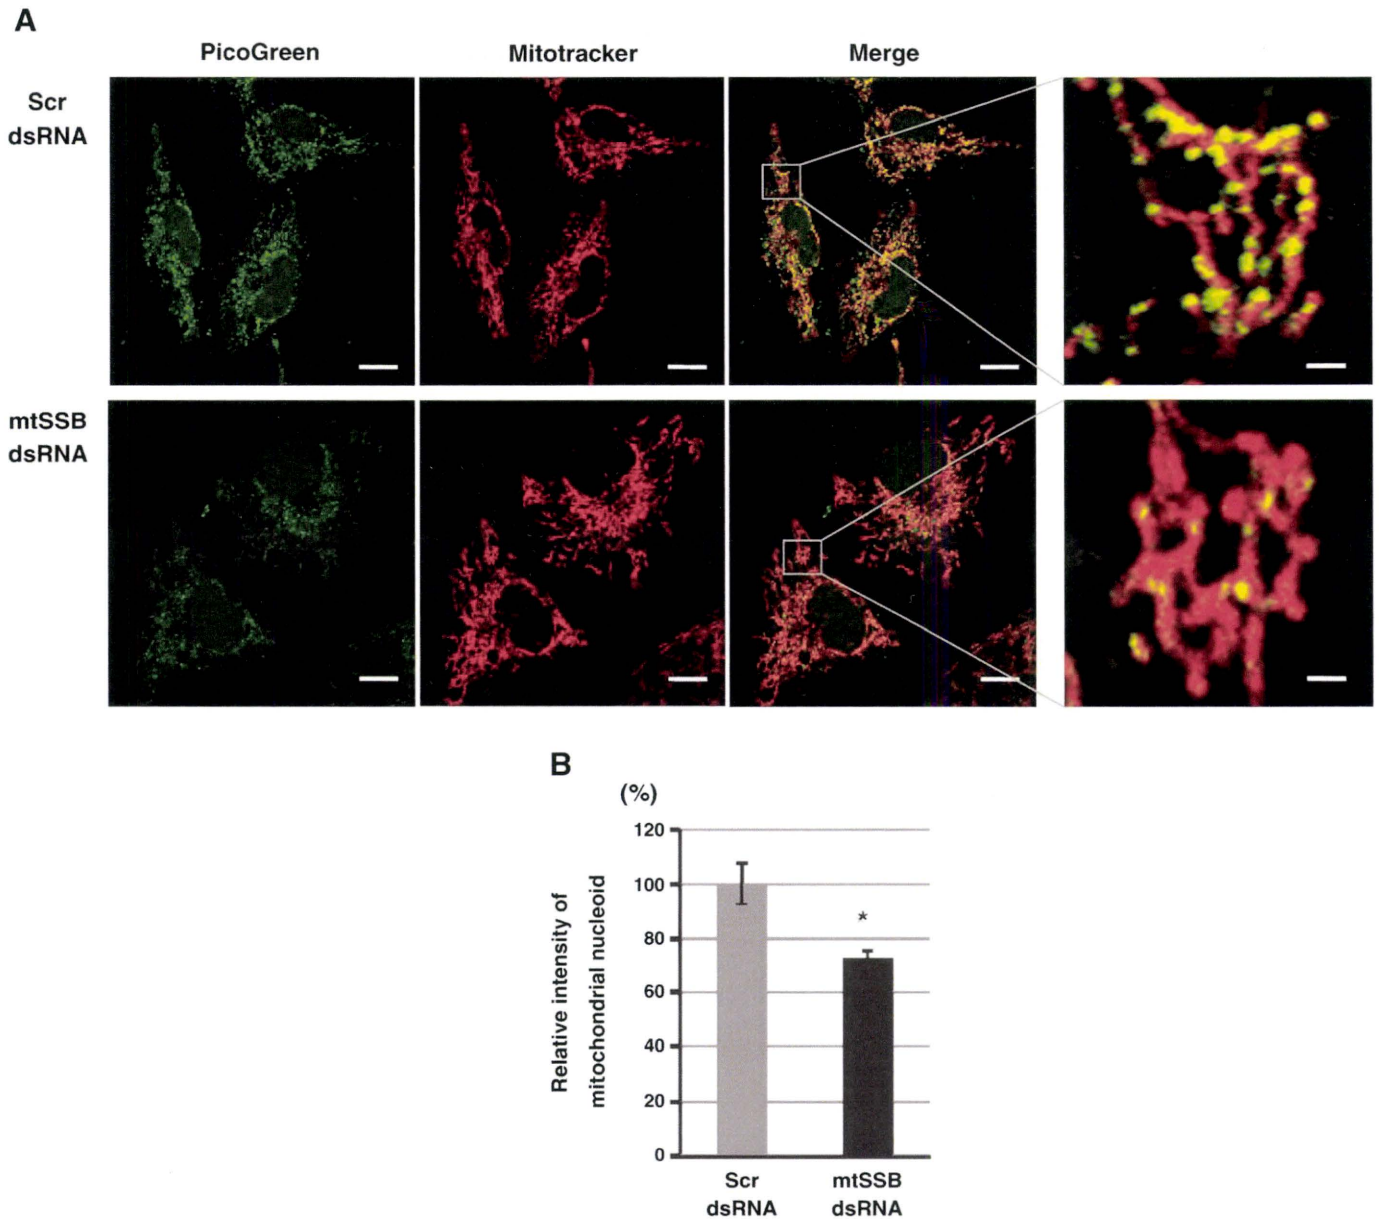 A
PicoGreen Mitotracker Merge
Scr
dsRNA
mtSSB
dsRNA
B
(%)
120
100
80
60
40
20
0
Relative intensity of
mitochondrial nucleoid
*
Scr
dsRNA
mtSSB
dsRNA